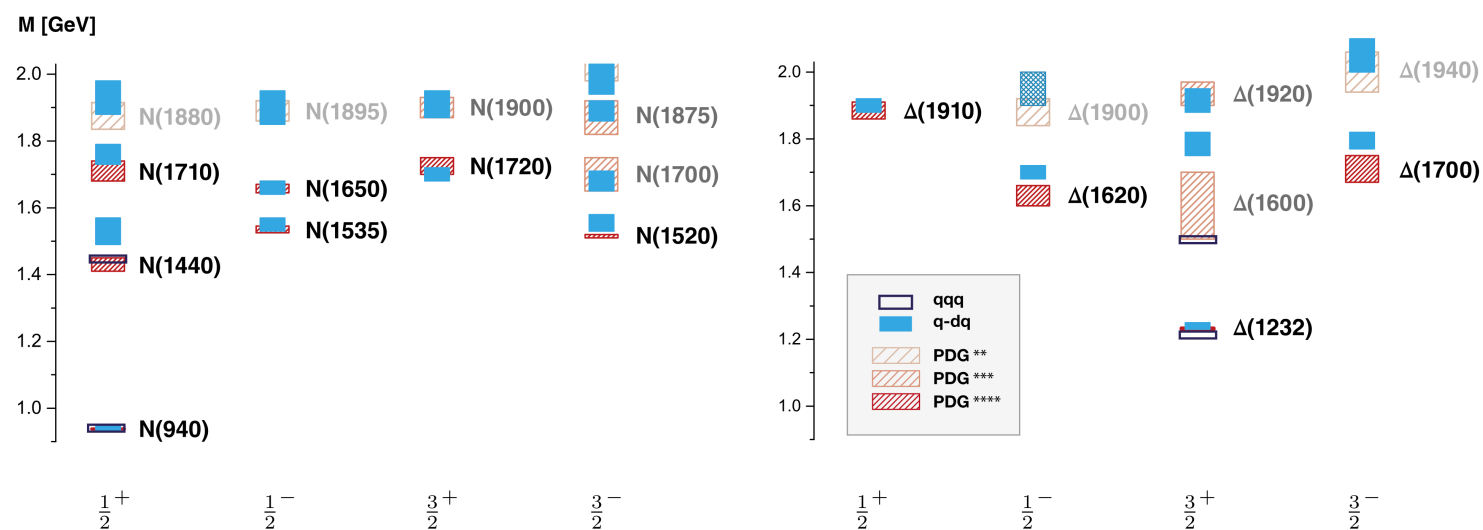 M [GeV]
2.0
1.8
1.6
1.4
1.2
1.0
N(1880)
N(1710)
N(1440)
N(940)
N(1895)
N(1650)
N(1535)
N(1900)
N(1720)
N(1875)
N(1700)
N(1520)
1/2 +
1/2 −
3/2 +
3/2 −
2.0
1.8
1.6
1.4
1.2
1.0
Δ(1910)
Δ(1900)
Δ(1620)
Δ(1920)
Δ(1600)
Δ(1232)
Δ(1940)
Δ(1700)
qqq
q-dq
PDG **
PDG ***
PDG ****
1/2 +
1/2 −
3/2 +
3/2 −